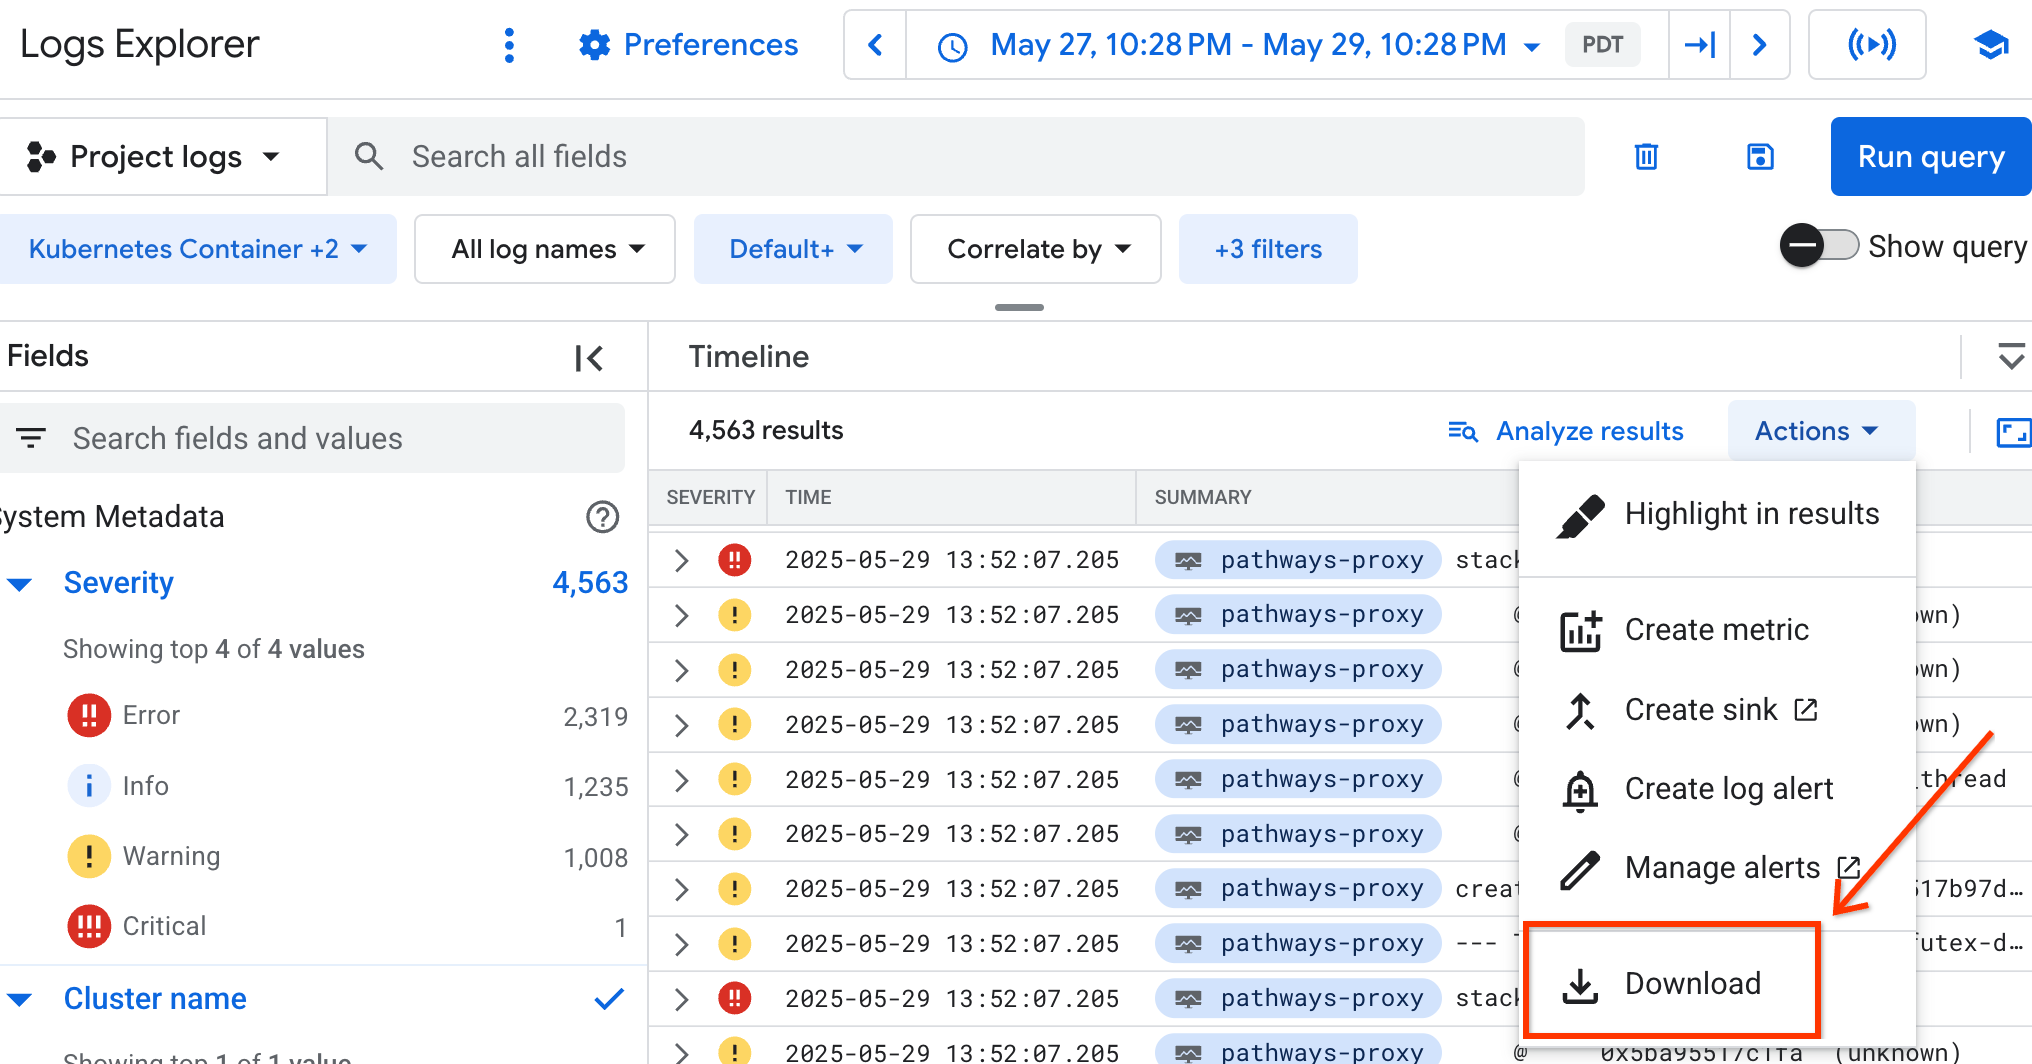 Logs Explorer
Preferences
May 27, 10:28 PM - May 29, 10:28 PM
PDT
Project logs
Search all fields
Run query
Kubernetes Container +2
All log names
Default+
Correlate by
+3 filters
Show query
Fields
Timeline
Search fields and values
4,563 results
Analyze results
Actions
SEVERITY
TIME
SUMMARY
ystem Metadata
Severity
4,563
Showing top 4 of 4 values
Error
2,319
Info
1,235
Warning
1,008
Critical
1
Cluster name
Showing top 1 of 1 value
2025-05-29 13:52:07.205 pathways-proxy stack
2025-05-29 13:52:07.205 pathways-proxy @ own)
2025-05-29 13:52:07.205 pathways-proxy @ own)
2025-05-29 13:52:07.205 pathways-proxy @ own)
2025-05-29 13:52:07.205 pathways-proxy @ _thread
2025-05-29 13:52:07.205 pathways-proxy @
2025-05-29 13:52:07.205 pathways-proxy creat 517b97d…
2025-05-29 13:52:07.205 pathways-proxy --- futex-d…
2025-05-29 13:52:07.205 pathways-proxy stack
2025-05-29 13:52:07.205 pathways-proxy @ (unknown)
Highlight in results
Create metric
Create sink
Create log alert
Manage alerts
Download